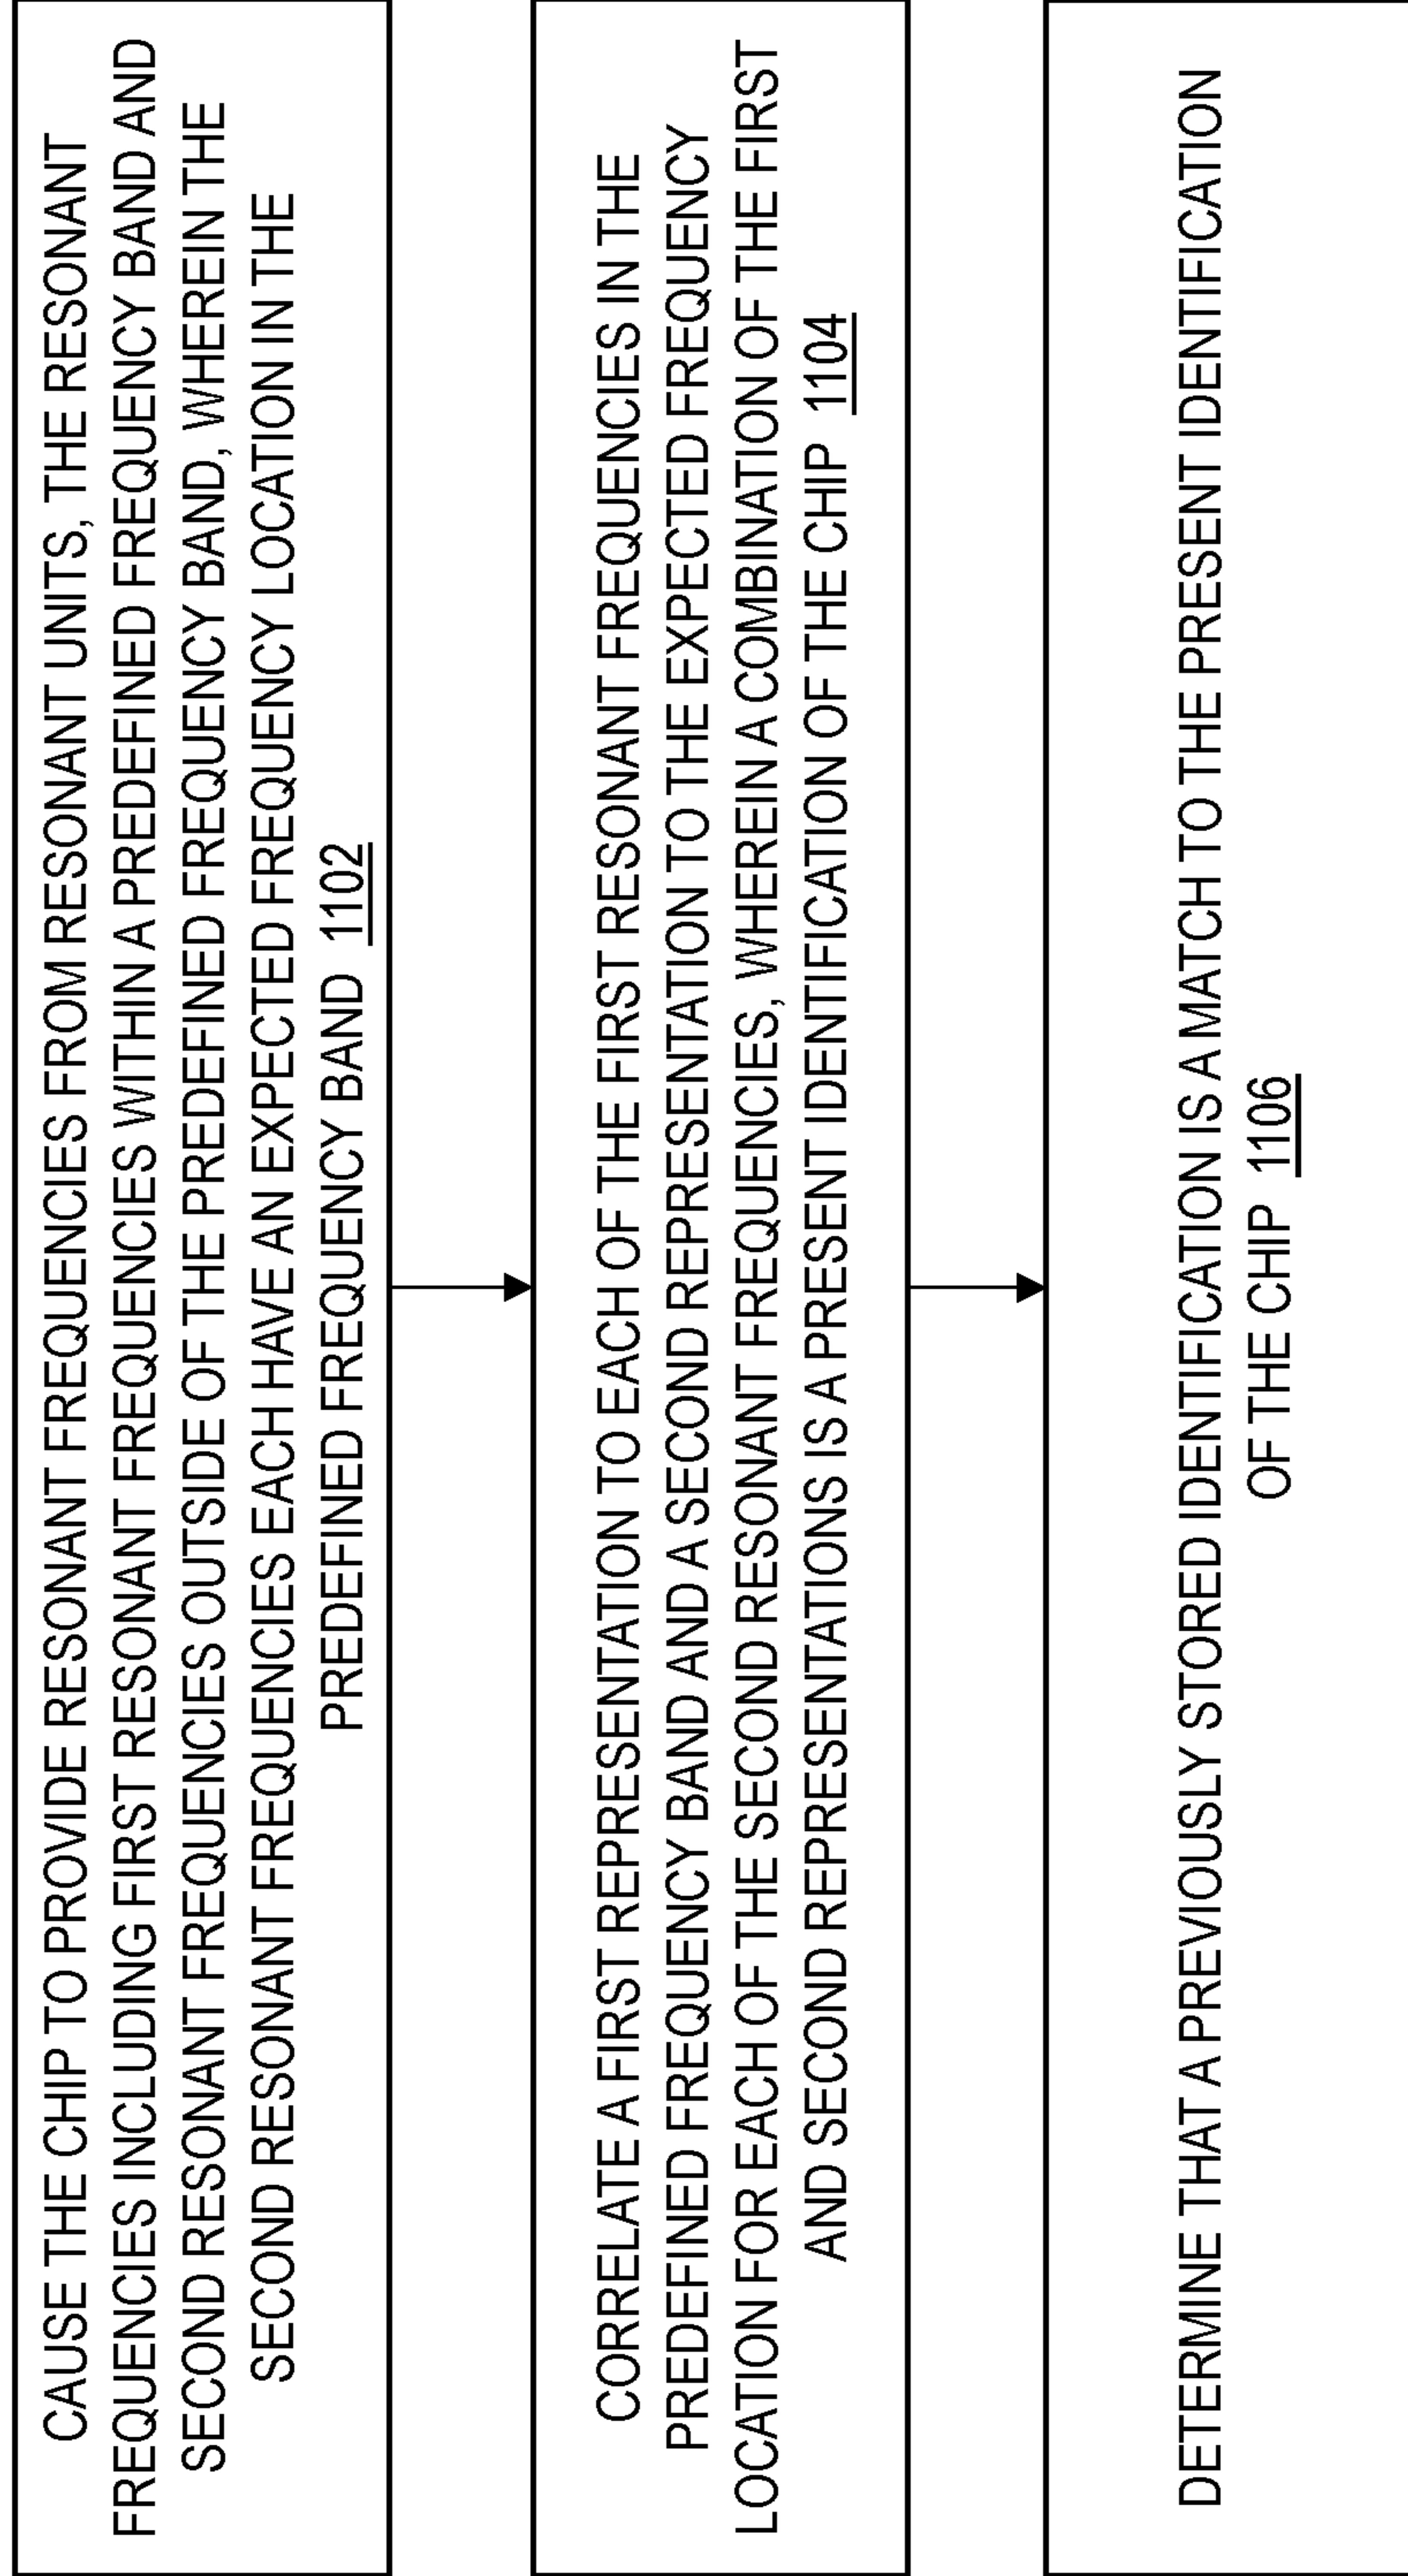 CAUSE THE CHIP TO PROVIDE RESONANT FREQUENCIES FROM RESONANT UNITS, THE RESONANT
FREQUENCIES INCLUDING FIRST RESONANT FREQUENCIES WITHIN A PREDEFINED FREQUENCY BAND AND
SECOND RESONANT FREQUENCIES OUTSIDE OF THE PREDEFINED FREQUENCY BAND, WHEREIN THE
SECOND RESONANT FREQUENCIES EACH HAVE AN EXPECTED FREQUENCY LOCATION IN THE
PREDEFINED FREQUENCY BAND 1102
CORRELATE A FIRST REPRESENTATION TO EACH OF THE FIRST RESONANT FREQUENCIES IN THE
PREDEFINED FREQUENCY BAND AND A SECOND REPRESENTATION TO THE EXPECTED FREQUENCY
LOCATION FOR EACH OF THE SECOND RESONANT FREQUENCIES, WHEREIN A COMBINATION OF THE FIRST
AND SECOND REPRESENTATIONS IS A PRESENT IDENTIFICATION OF THE CHIP 1104
DETERMINE THAT A PREVIOUSLY STORED IDENTIFICATION IS A MATCH TO THE PRESENT IDENTIFICATION
OF THE CHIP 1106